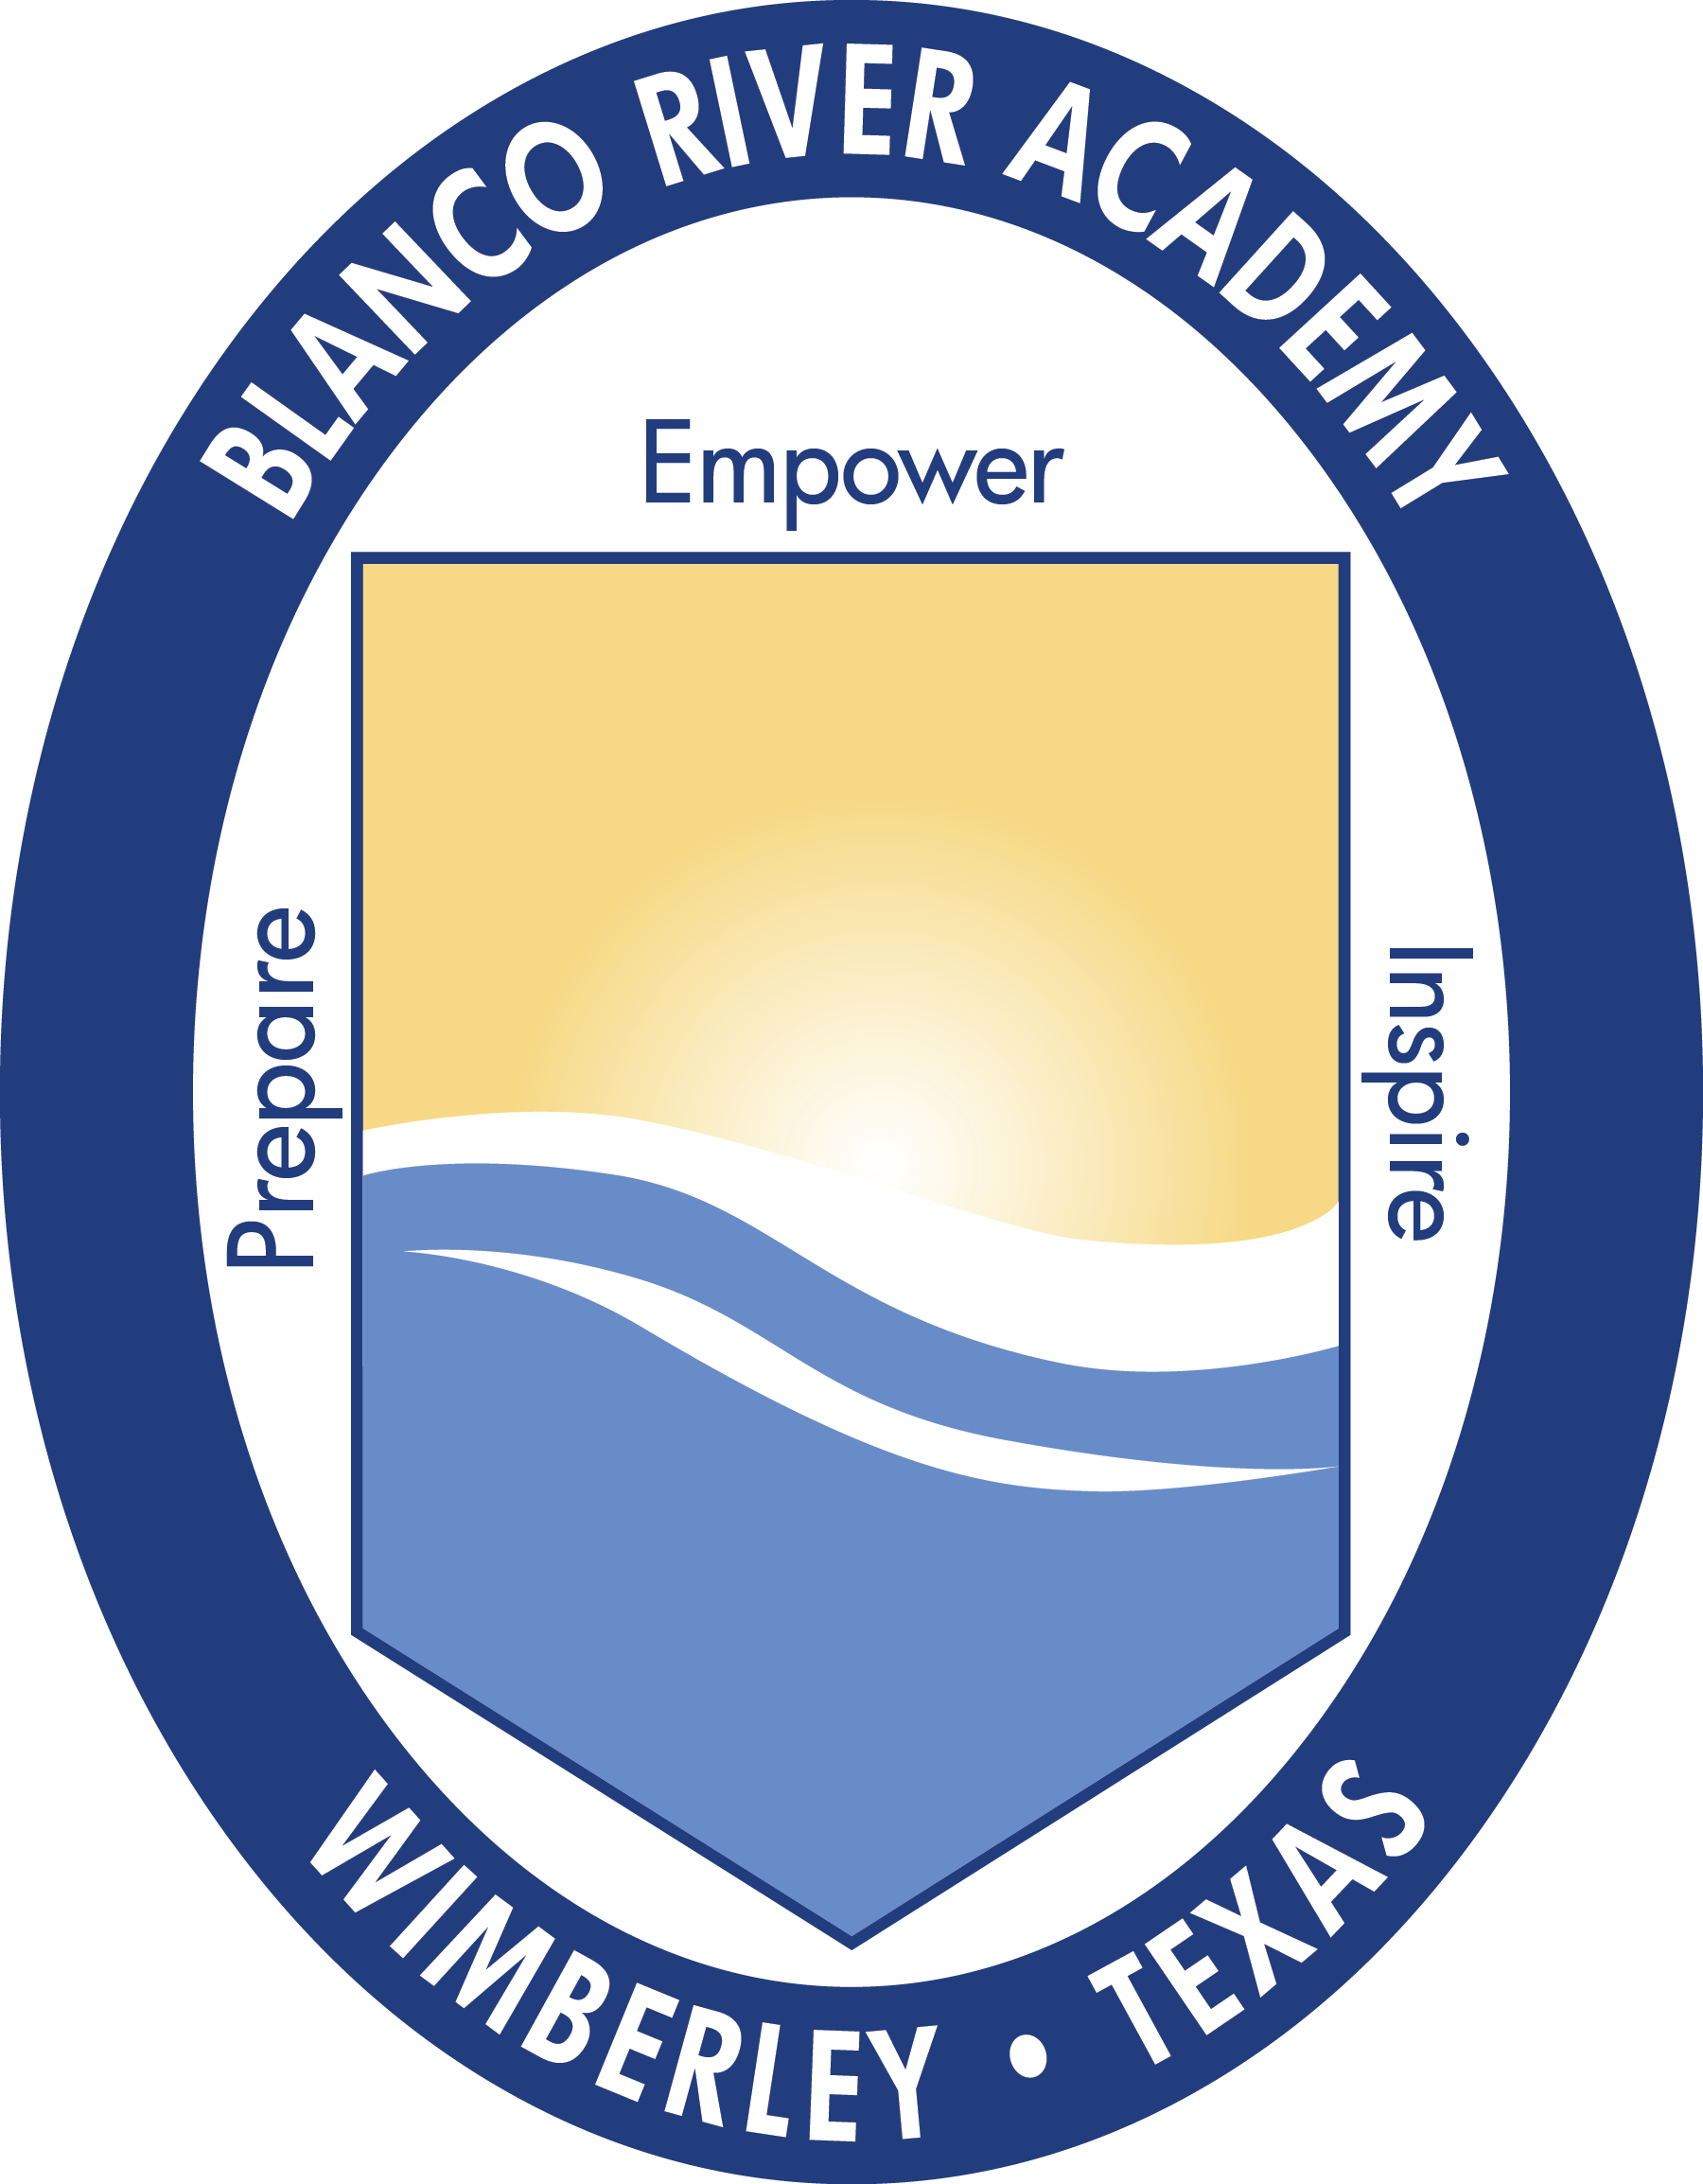 BLANCO RIVER ACADEMY
Empower
Prepare
Inspire
WIMBERLEY • TEXAS